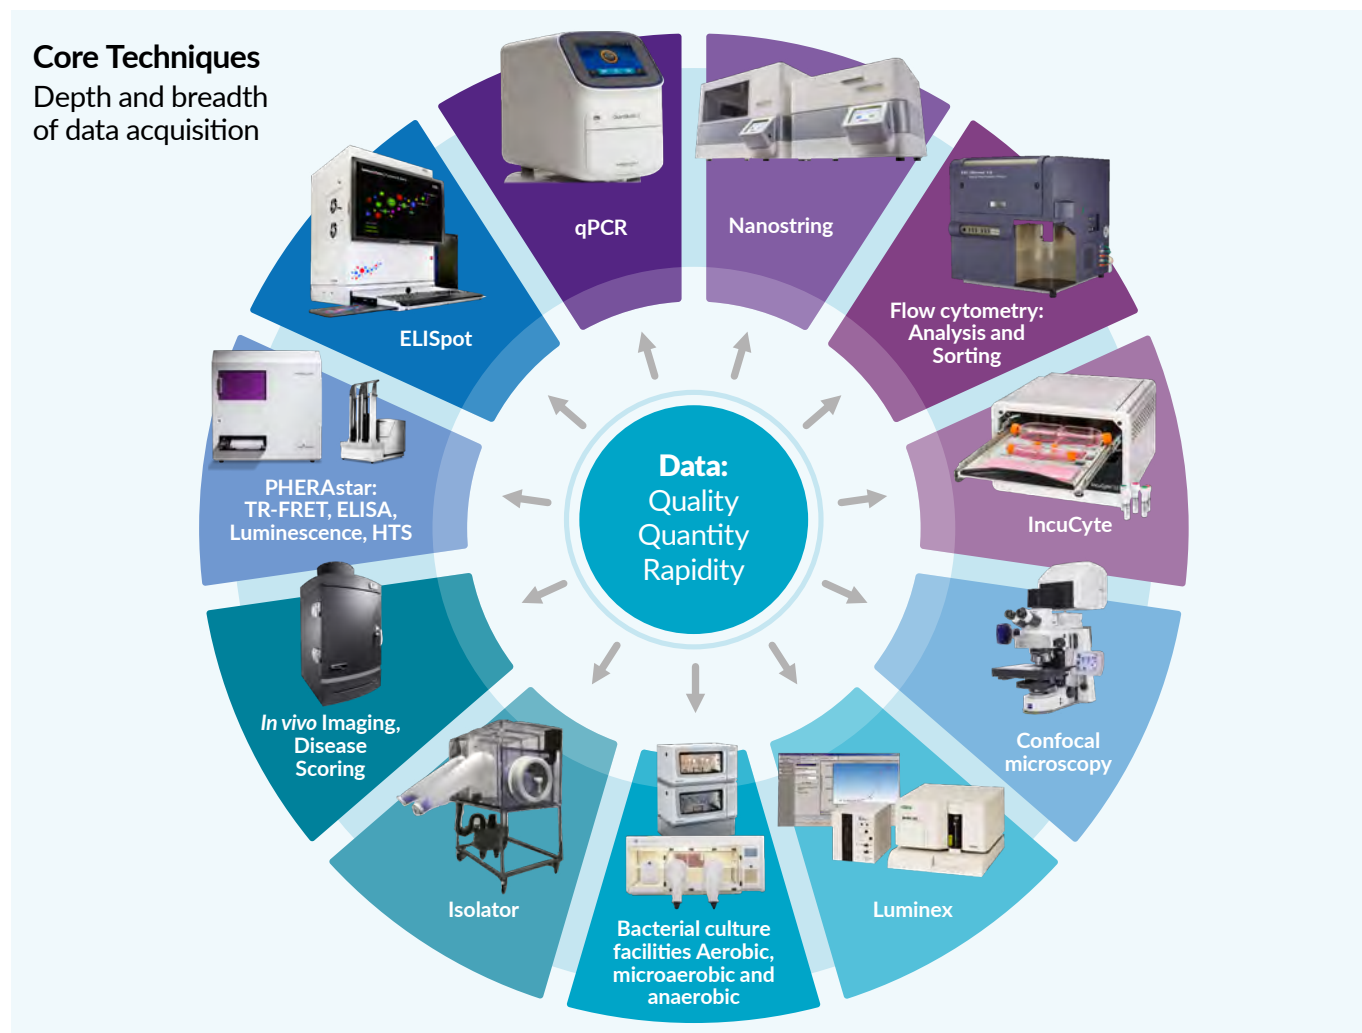 Core Techniques
Depth and breadth
of data acquisition
qPCR
Nanostring
Flow cytometry:
Analysis and
Sorting
IncuCyte
Confocal
microscopy
Luminex
Bacterial culture
facilities Aerobic,
microaerobic and
anaerobic
Isolator
In vivo Imaging,
Disease
Scoring
PHERAstar:
TR-FRET, ELISA,
Luminescence, HTS
ELISpot
Data:
Quality
Quantity
Rapidity